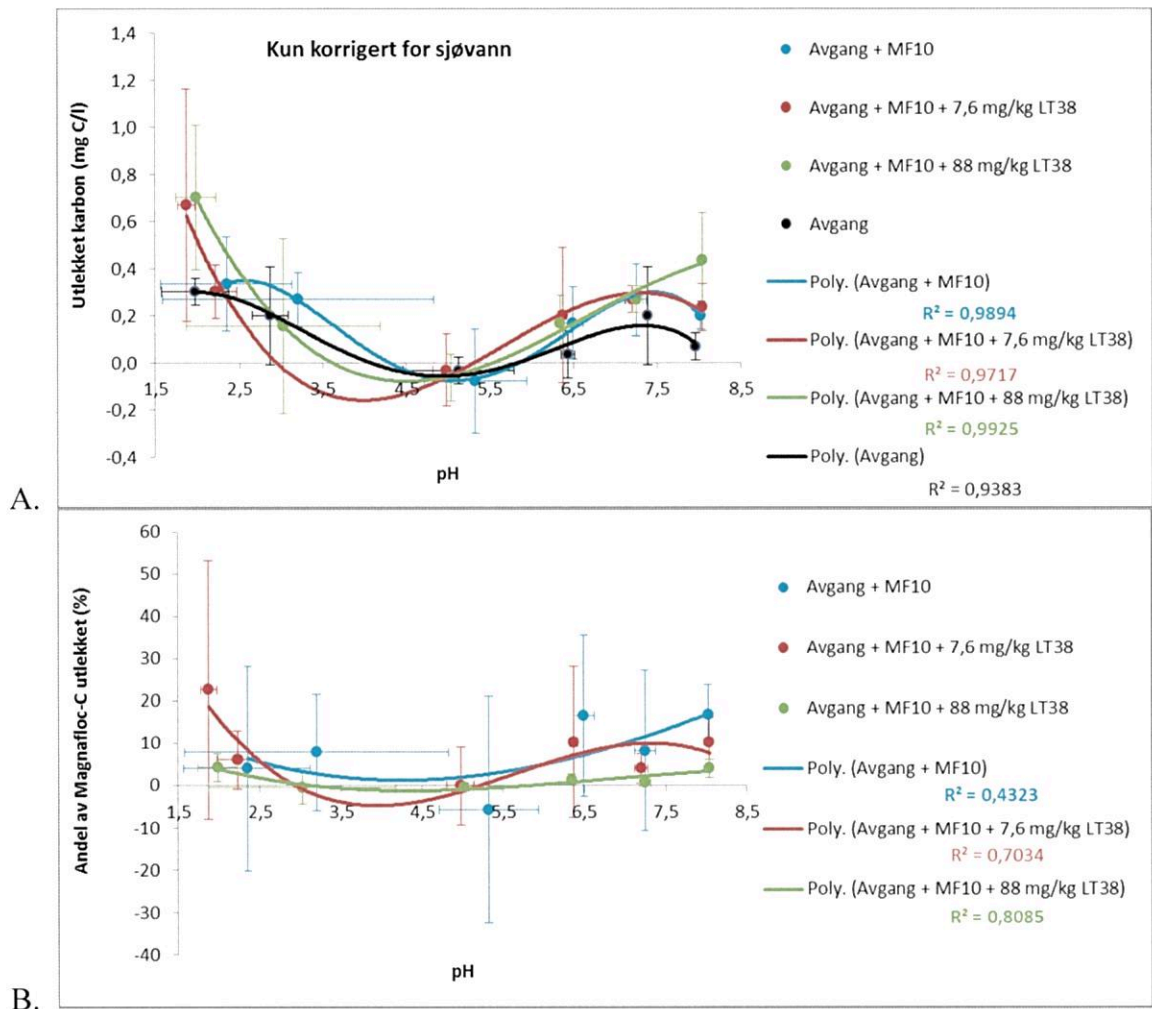 Kun korrigert for sjøvann
Utlekket karbon (mg C/l)
1,4
1,2
1,0
0,8
0,6
0,4
0,2
0,0
-0,2
-0,4
1,5
2,5
3,5
4,5
5,5
6,5
7,5
8,5
pH
Avgang + MF10
Avgang + MF10 + 7,6 mg/kg LT38
Avgang + MF10 + 88 mg/kg LT38
Avgang
Poly. (Avgang + MF10)
R² = 0,9894
Poly. (Avgang + MF10 + 7,6 mg/kg LT38)
R² = 0,9717
Poly. (Avgang + MF10 + 88 mg/kg LT38)
R² = 0,9925
Poly. (Avgang)
R² = 0,9383
A.
Andel av Magnafloc-C utlekket (%)
60
50
40
30
20
10
0
-10
-20
-30
-40
1,5
2,5
3,5
4,5
5,5
6,5
7,5
8,5
pH
Avgang + MF10
Avgang + MF10 + 7,6 mg/kg LT38
Avgang + MF10 + 88 mg/kg LT38
Poly. (Avgang + MF10)
R² = 0,4323
Poly. (Avgang + MF10 + 7,6 mg/kg LT38)
R² = 0,7034
Poly. (Avgang + MF10 + 88 mg/kg LT38)
R² = 0,8085
B.